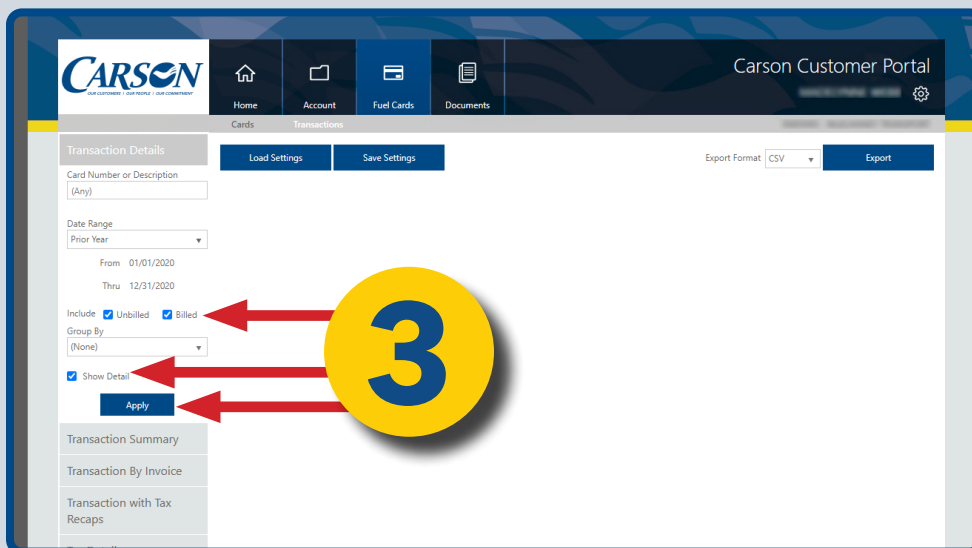 CARSON
OUR CUSTOMERS | OUR PEOPLE | OUR COMMITMENT
Home
Account
Fuel Cards
Documents
Carson Customer Portal
Cards
Transactions
Transaction Details
Load Settings
Save Settings
Export Format
CSV
Export
Card Number or Description
(Any)
Date Range
Prior Year
From 01/01/2020
Thru 12/31/2020
Include Unbilled Billed
Group By
(None)
Show Detail
Apply
3
Transaction Summary
Transaction By Invoice
Transaction with Tax
Recaps